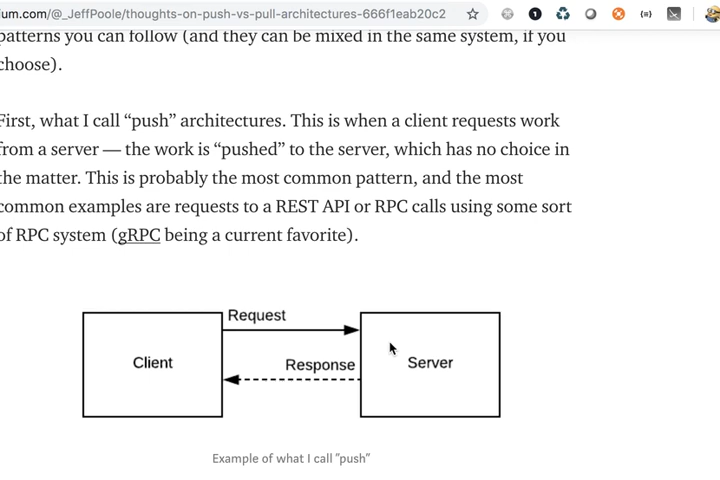 ium.com/@_JeffPoole/thoughts-on-push-vs-pull-architectures-666f1eab20c2
patterns you can follow (and they can be mixed in the same system, if you
choose).
First, what I call “push” architectures. This is when a client requests work
from a server — the work is “pushed” to the server, which has no choice in
the matter. This is probably the most common pattern, and the most
common examples are requests to a REST API or RPC calls using some sort
of RPC system (gRPC being a current favorite).
Request
Client
Response
Server
Example of what I call “push”